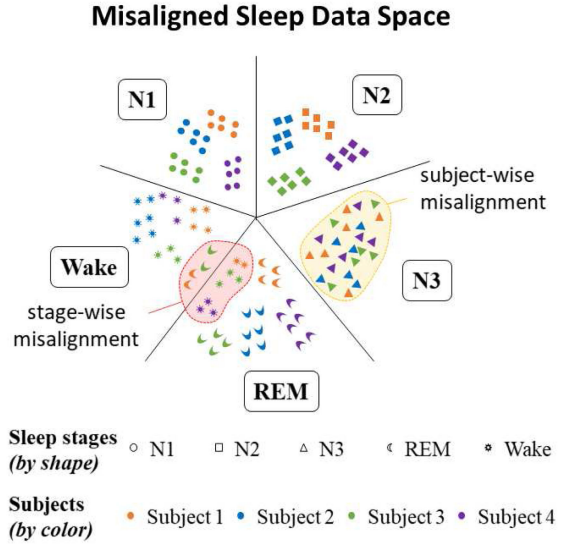 Misaligned Sleep Data Space
N1
N2
subject-wise
misalignment
Wake
N3
stage-wise
misalignment
REM
Sleep stages
(by shape)
N1 N2 N3 REM Wake
Subjects
(by color)
Subject 1 Subject 2 Subject 3 Subject 4